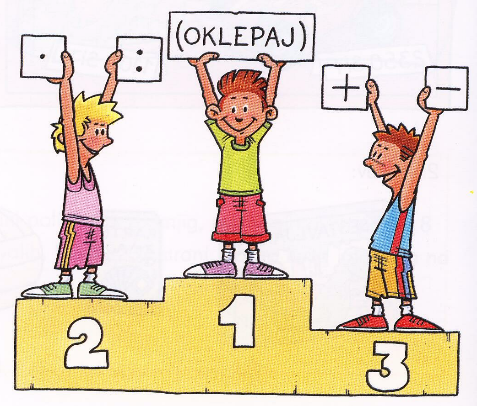 (OKLEPAJ)
· :
+ −
2 1 3